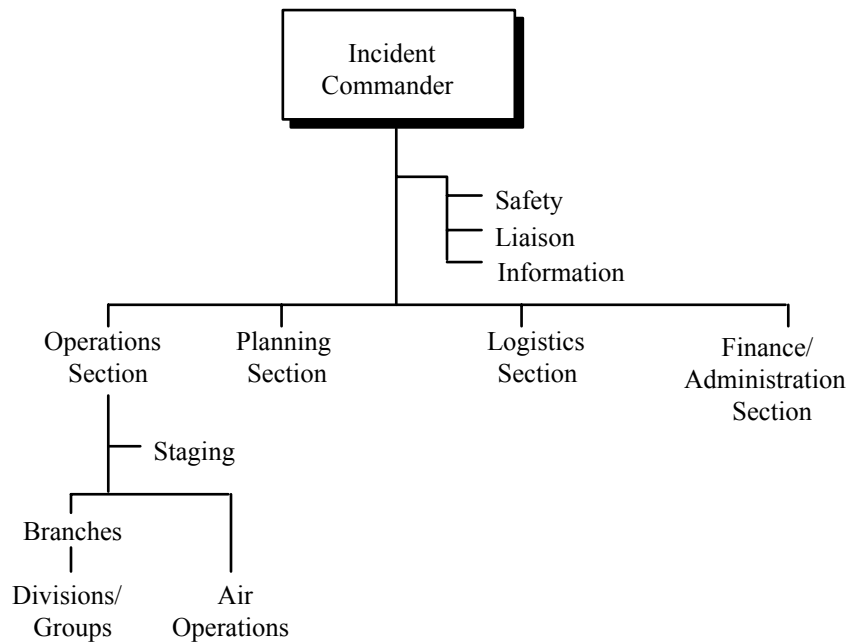 Incident
Commander
Safety
Liaison
Information
Operations
Section
Planning
Section
Logistics
Section
Finance/
Administration
Section
Staging
Branches
Divisions/
Groups
Air
Operations